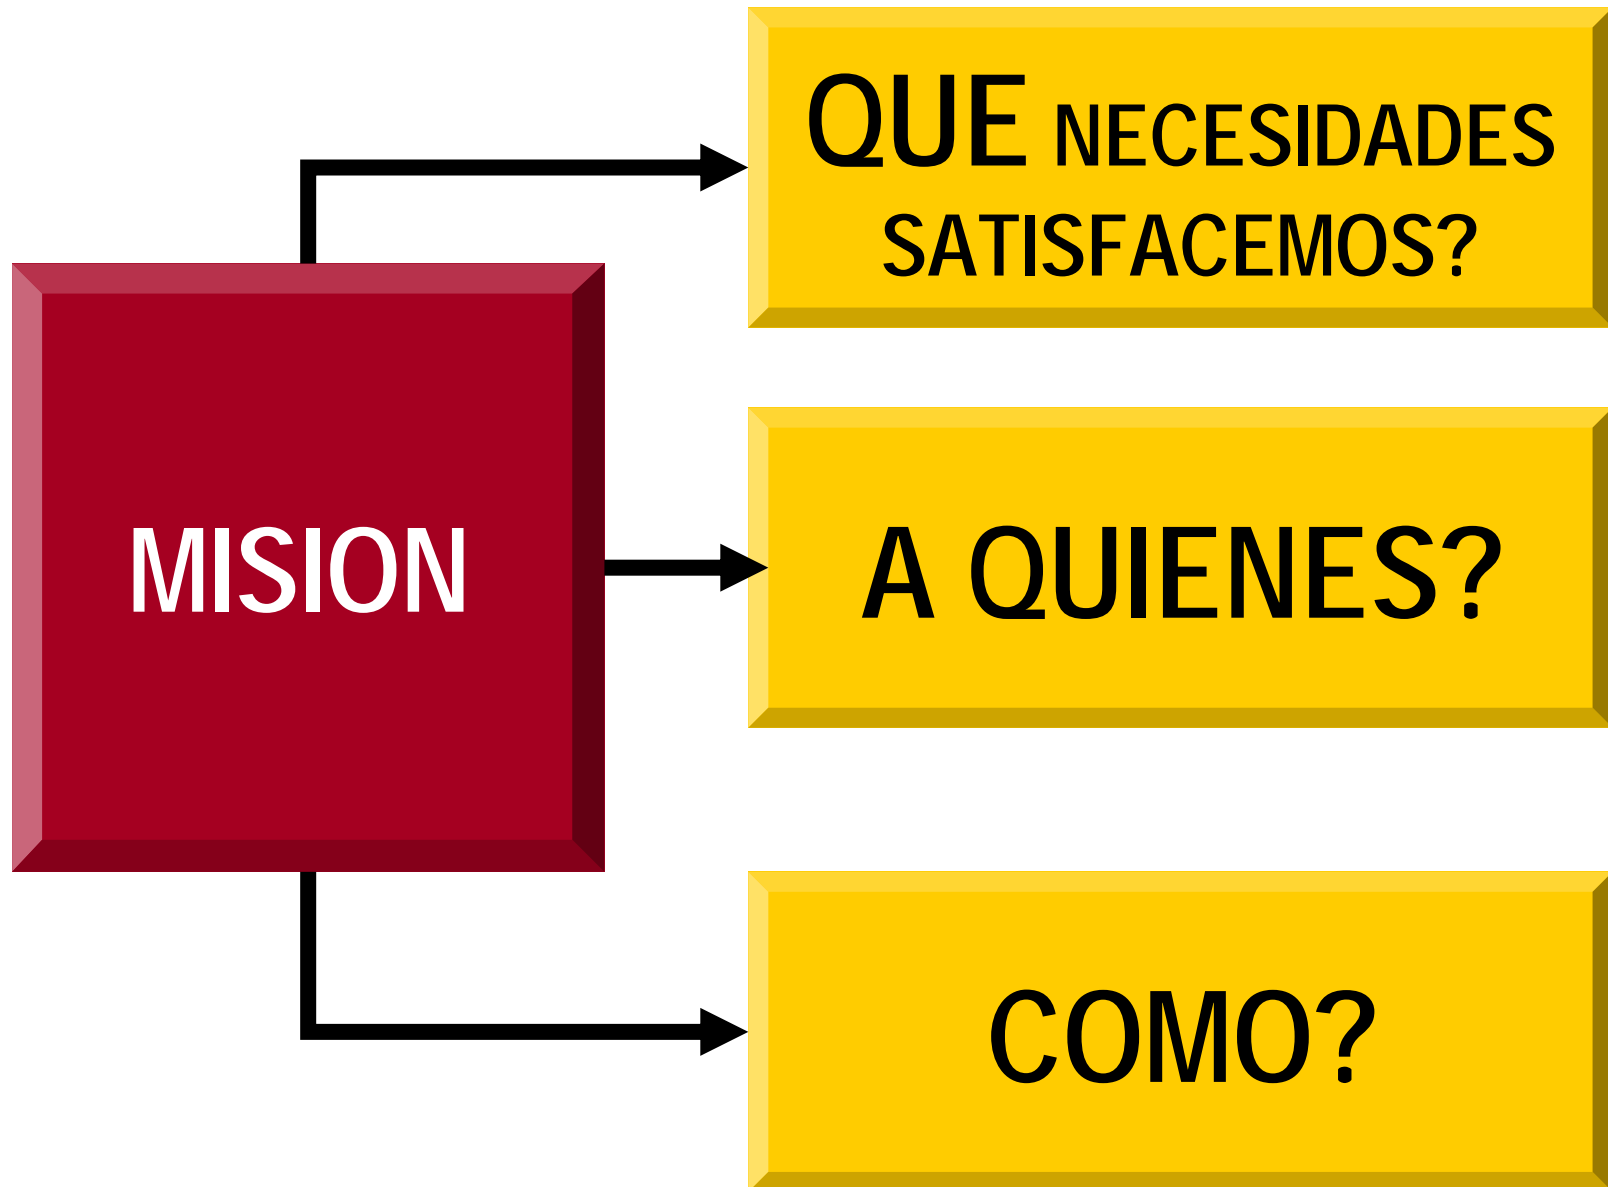 QUE NECESIDADES
SATISFACEMOS?
MISION
A QUIENES?
COMO?